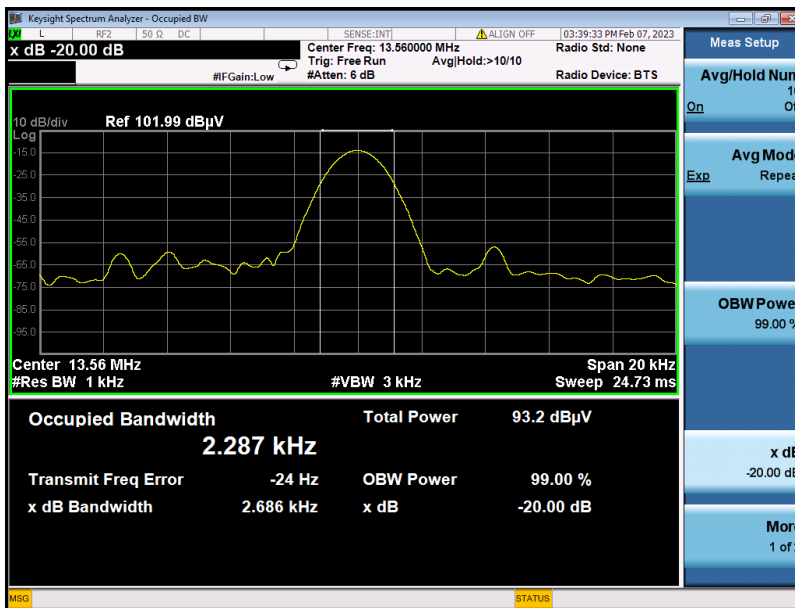 Keysight Spectrum Analyzer - Occupied BW
LXI L RF2 50 Ω DC SENSE:INT ALIGN OFF 03:39:33 PM Feb 07, 2023
x dB -20.00 dB
Center Freq: 13.560000 MHz
Radio Std: None
Trig: Free Run Avg|Hold:>10/10
#IFGain:Low
#Atten: 6 dB
Radio Device: BTS
10 dB/div Ref 101.99 dBµV
Log
-15.0
-25.0
-35.0
-45.0
-55.0
-65.0
-75.0
-85.0
-95.0
Center 13.56 MHz Span 20 kHz
#Res BW 1 kHz #VBW 3 kHz Sweep 24.73 ms
Occupied Bandwidth Total Power 93.2 dBµV
2.287 kHz
Transmit Freq Error -24 Hz OBW Power 99.00 %
x dB Bandwidth 2.686 kHz x dB -20.00 dB
MSG STATUS
Meas Setup
Avg/Hold Num
On
Avg Mod
Exp Repea
OBW Powe
99.00 %
x dB
-20.00 dB
Mor
1 of